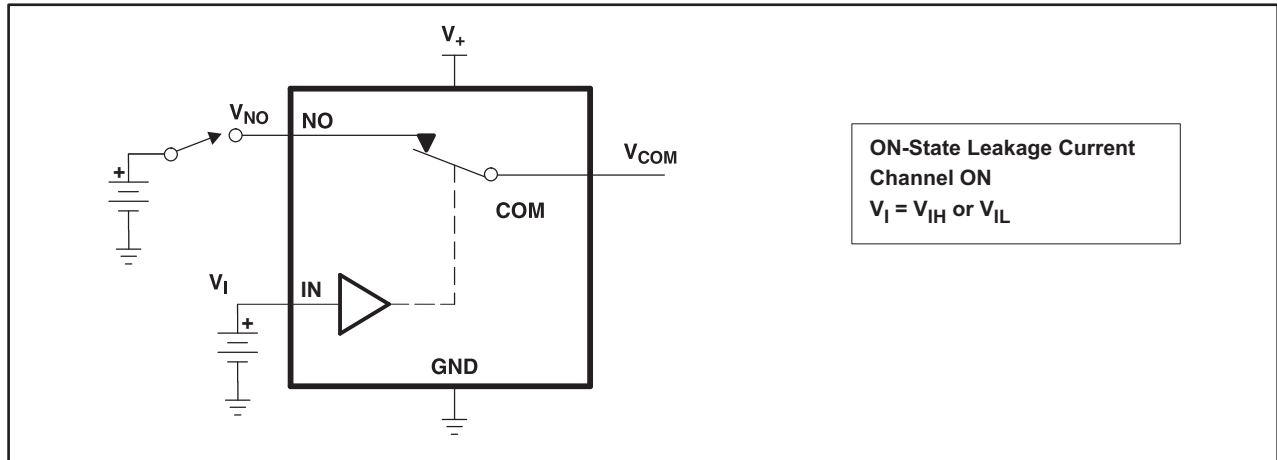 V+
VNO NO
VCOM
COM
VI IN
GND
+
+
ON-State Leakage Current
Channel ON
VI = VIH or VIL